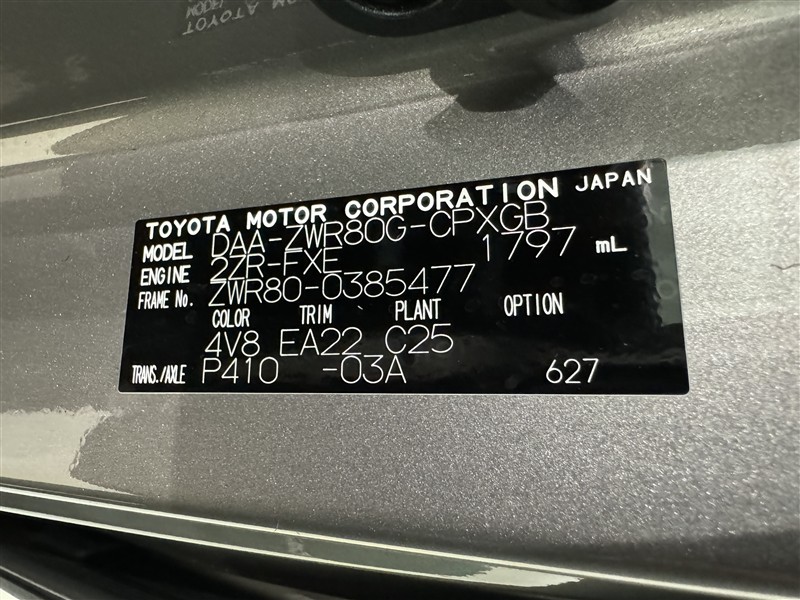 TOYOTA MOTOR CORPORATION JAPAN
MODEL DAA-ZWR80G-CPXGB
ENGINE 2ZR-FXE 1797 mL
FRAME No. ZWR80-0385477
COLOR TRIM PLANT OPTION
4V8 EA22 C25
TRANS./AXLE P410 -03A 627